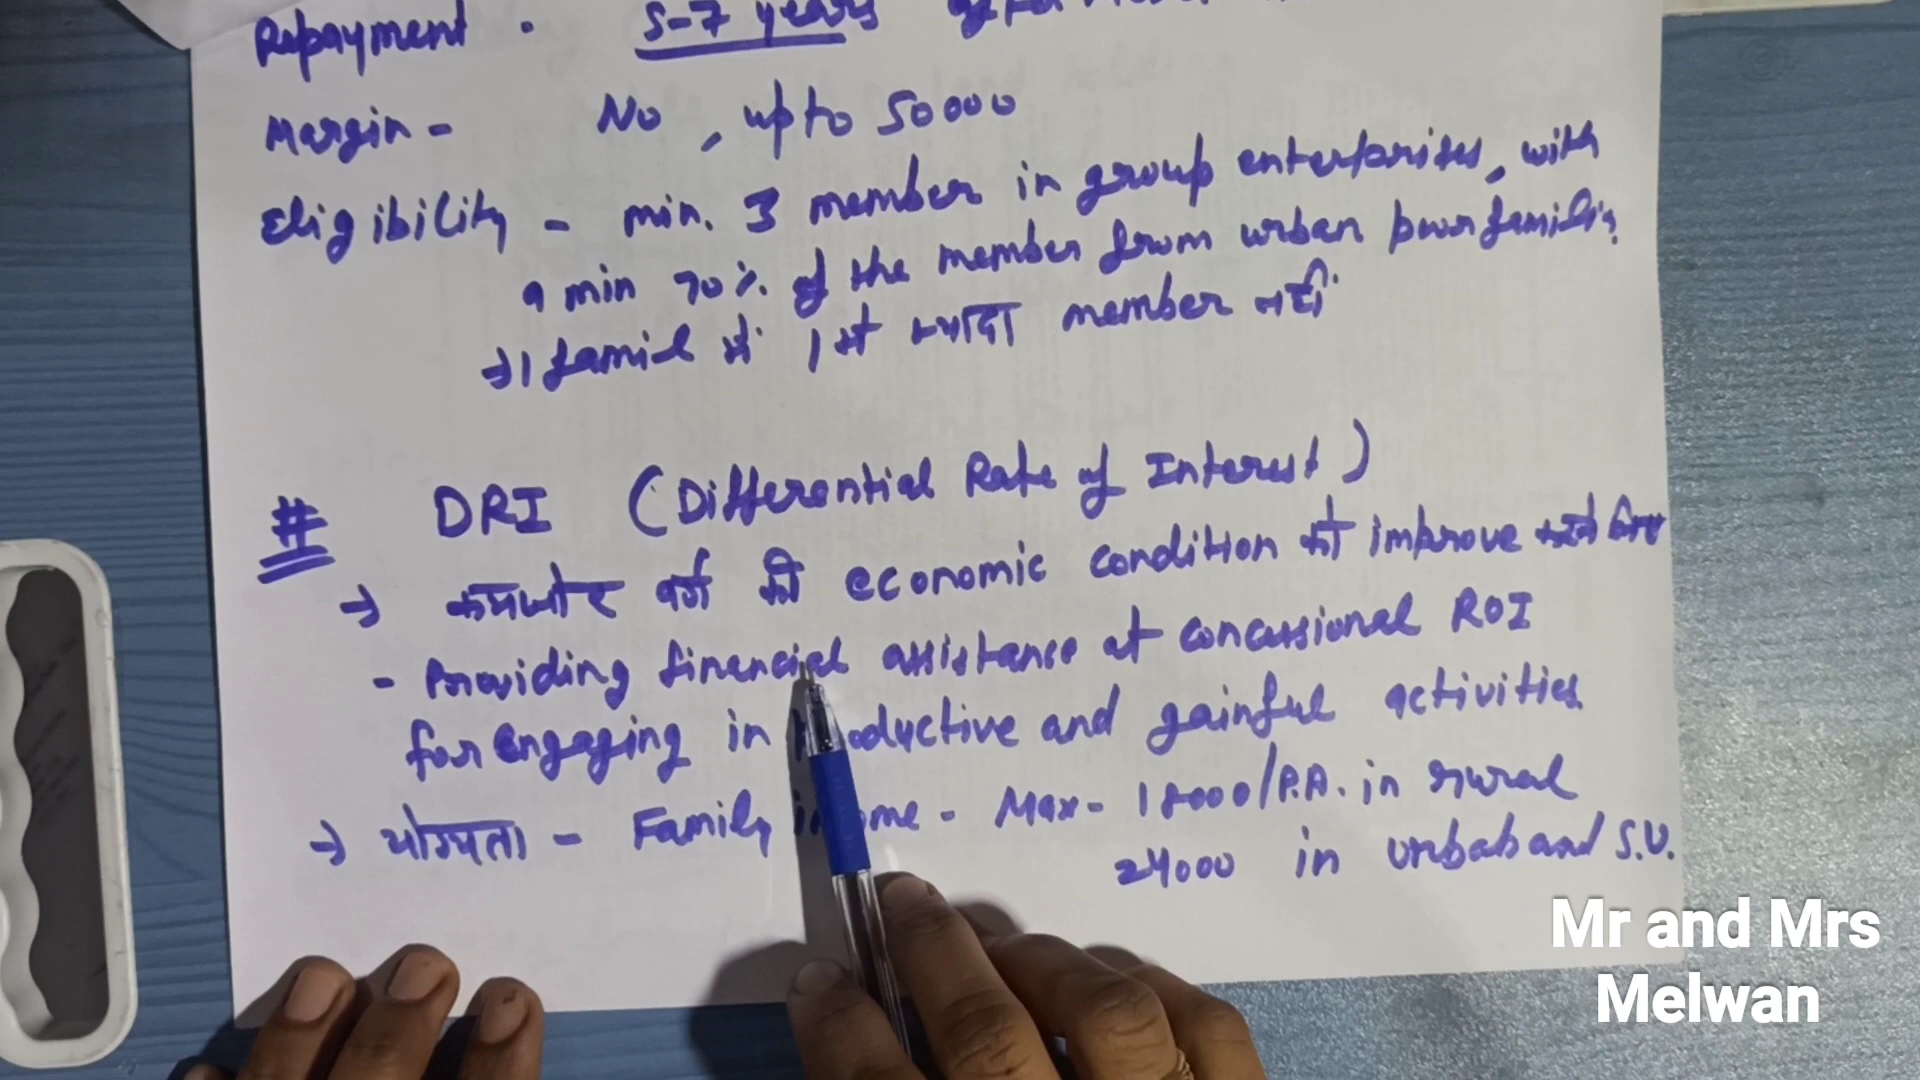 Repayment . 5-7 years
Margin - No, upto 50000
Eligibility - min. 3 member in group enterprises, with
a min 70% of the member from urban poor families.
→ 1 family में 1 से ज्यादा member नहीं
# DRI (Differential Rate of Interest)
→ कमजोर वर्ग की economic condition को improve करने के लिए
- Providing financial assistance at concessional ROI
for engaging in productive and gainful activities.
→ योग्यता - Family income - Max - 18000/P.A. in rural
24000 in urbab and S.U.
Mr and Mrs
Melwan